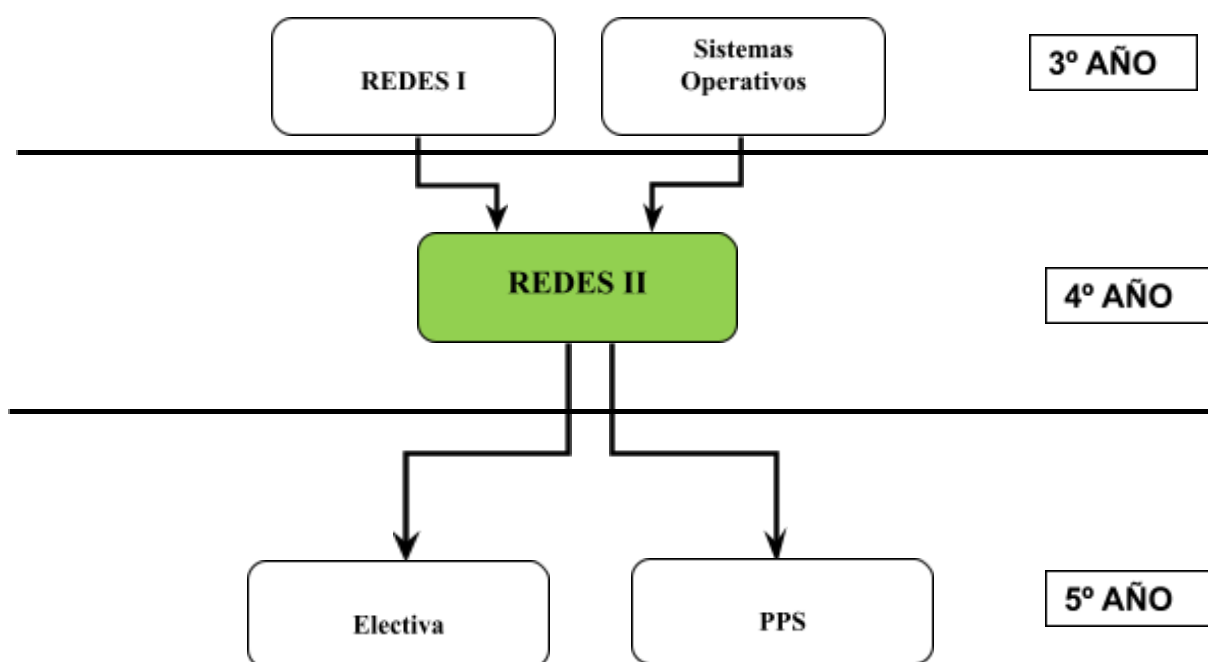 REDES I
Sistemas
Operativos
3º AÑO
REDES II
4º AÑO
Electiva
PPS
5º AÑO